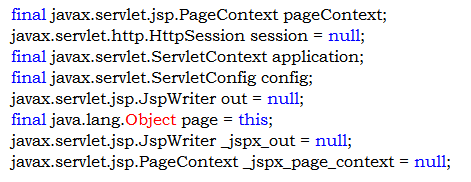 final javax.servlet.jsp.PageContext pageContext;
javax.servlet.http.HttpSession session = null;
final javax.servlet.ServletContext application;
final javax.servlet.ServletConfig config;
javax.servlet.jsp.JspWriter out = null;
final java.lang.Object page = this;
javax.servlet.jsp.JspWriter _jspx_out = null;
javax.servlet.jsp.PageContext _jspx_page_context = null;